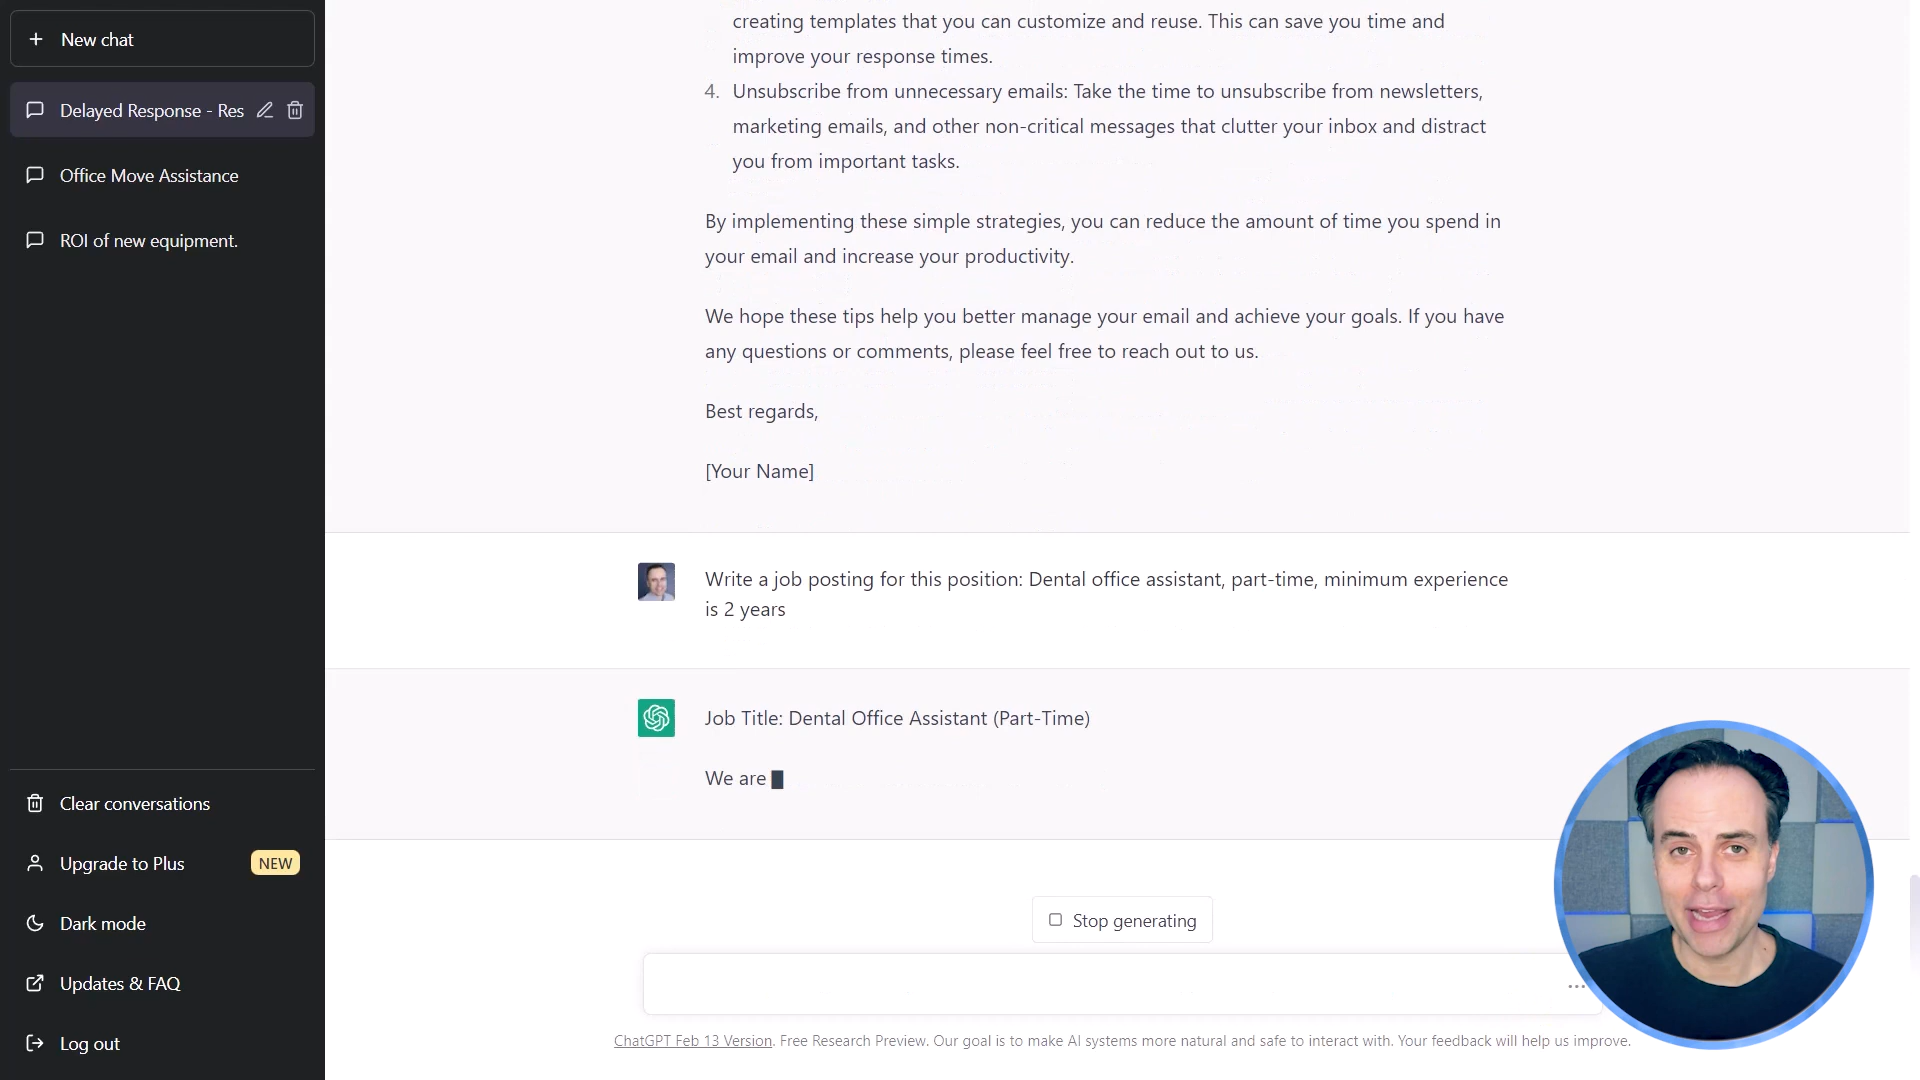 New chat
Delayed Response - Res
Office Move Assistance
ROI of new equipment.
Clear conversations
Upgrade to Plus
NEW
Dark mode
Updates & FAQ
Log out
creating templates that you can customize and reuse. This can save you time and
improve your response times.
4. Unsubscribe from unnecessary emails: Take the time to unsubscribe from newsletters,
marketing emails, and other non-critical messages that clutter your inbox and distract
you from important tasks.
By implementing these simple strategies, you can reduce the amount of time you spend in
your email and increase your productivity.
We hope these tips help you better manage your email and achieve your goals. If you have
any questions or comments, please feel free to reach out to us.
Best regards,
[Your Name]
Write a job posting for this position: Dental office assistant, part-time, minimum experience
is 2 years
Job Title: Dental Office Assistant (Part-Time)
We are
Stop generating
ChatGPT Feb 13 Version. Free Research Preview. Our goal is to make AI systems more natural and safe to interact with. Your feedback will help us improve.